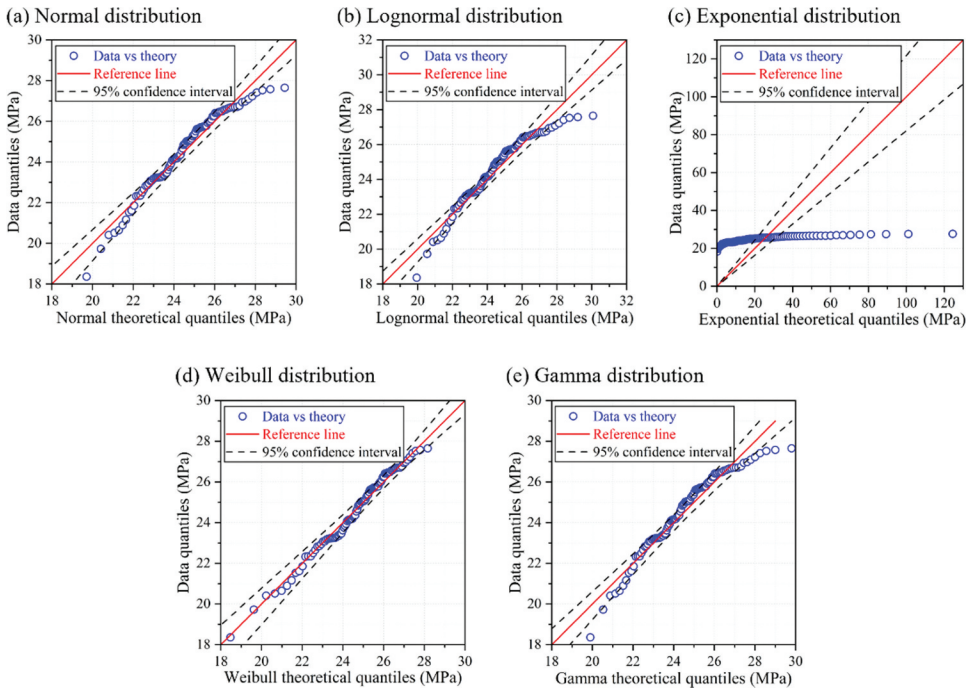 (a) Normal distribution
30
28
26
24
22
20
18
18 20 22 24 26 28 30
Data quantiles (MPa)
Normal theoretical quantiles (MPa)
Data vs theory
Reference line
95% confidence interval
(b) Lognormal distribution
32
30
28
26
24
22
20
18
18 20 22 24 26 28 30 32
Data quantiles (MPa)
Lognormal theoretical quantiles (MPa)
Data vs theory
Reference line
95% confidence interval
(c) Exponential distribution
120
100
80
60
40
20
0
0 20 40 60 80 100 120
Data quantiles (MPa)
Exponential theoretical quantiles (MPa)
Data vs theory
Reference line
95% confidence interval
(d) Weibull distribution
30
28
26
24
22
20
18
18 20 22 24 26 28 30
Data quantiles (MPa)
Weibull theoretical quantiles (MPa)
Data vs theory
Reference line
95% confidence interval
(e) Gamma distribution
30
28
26
24
22
20
18
18 20 22 24 26 28 30
Data quantiles (MPa)
Gamma theoretical quantiles (MPa)
Data vs theory
Reference line
95% confidence interval